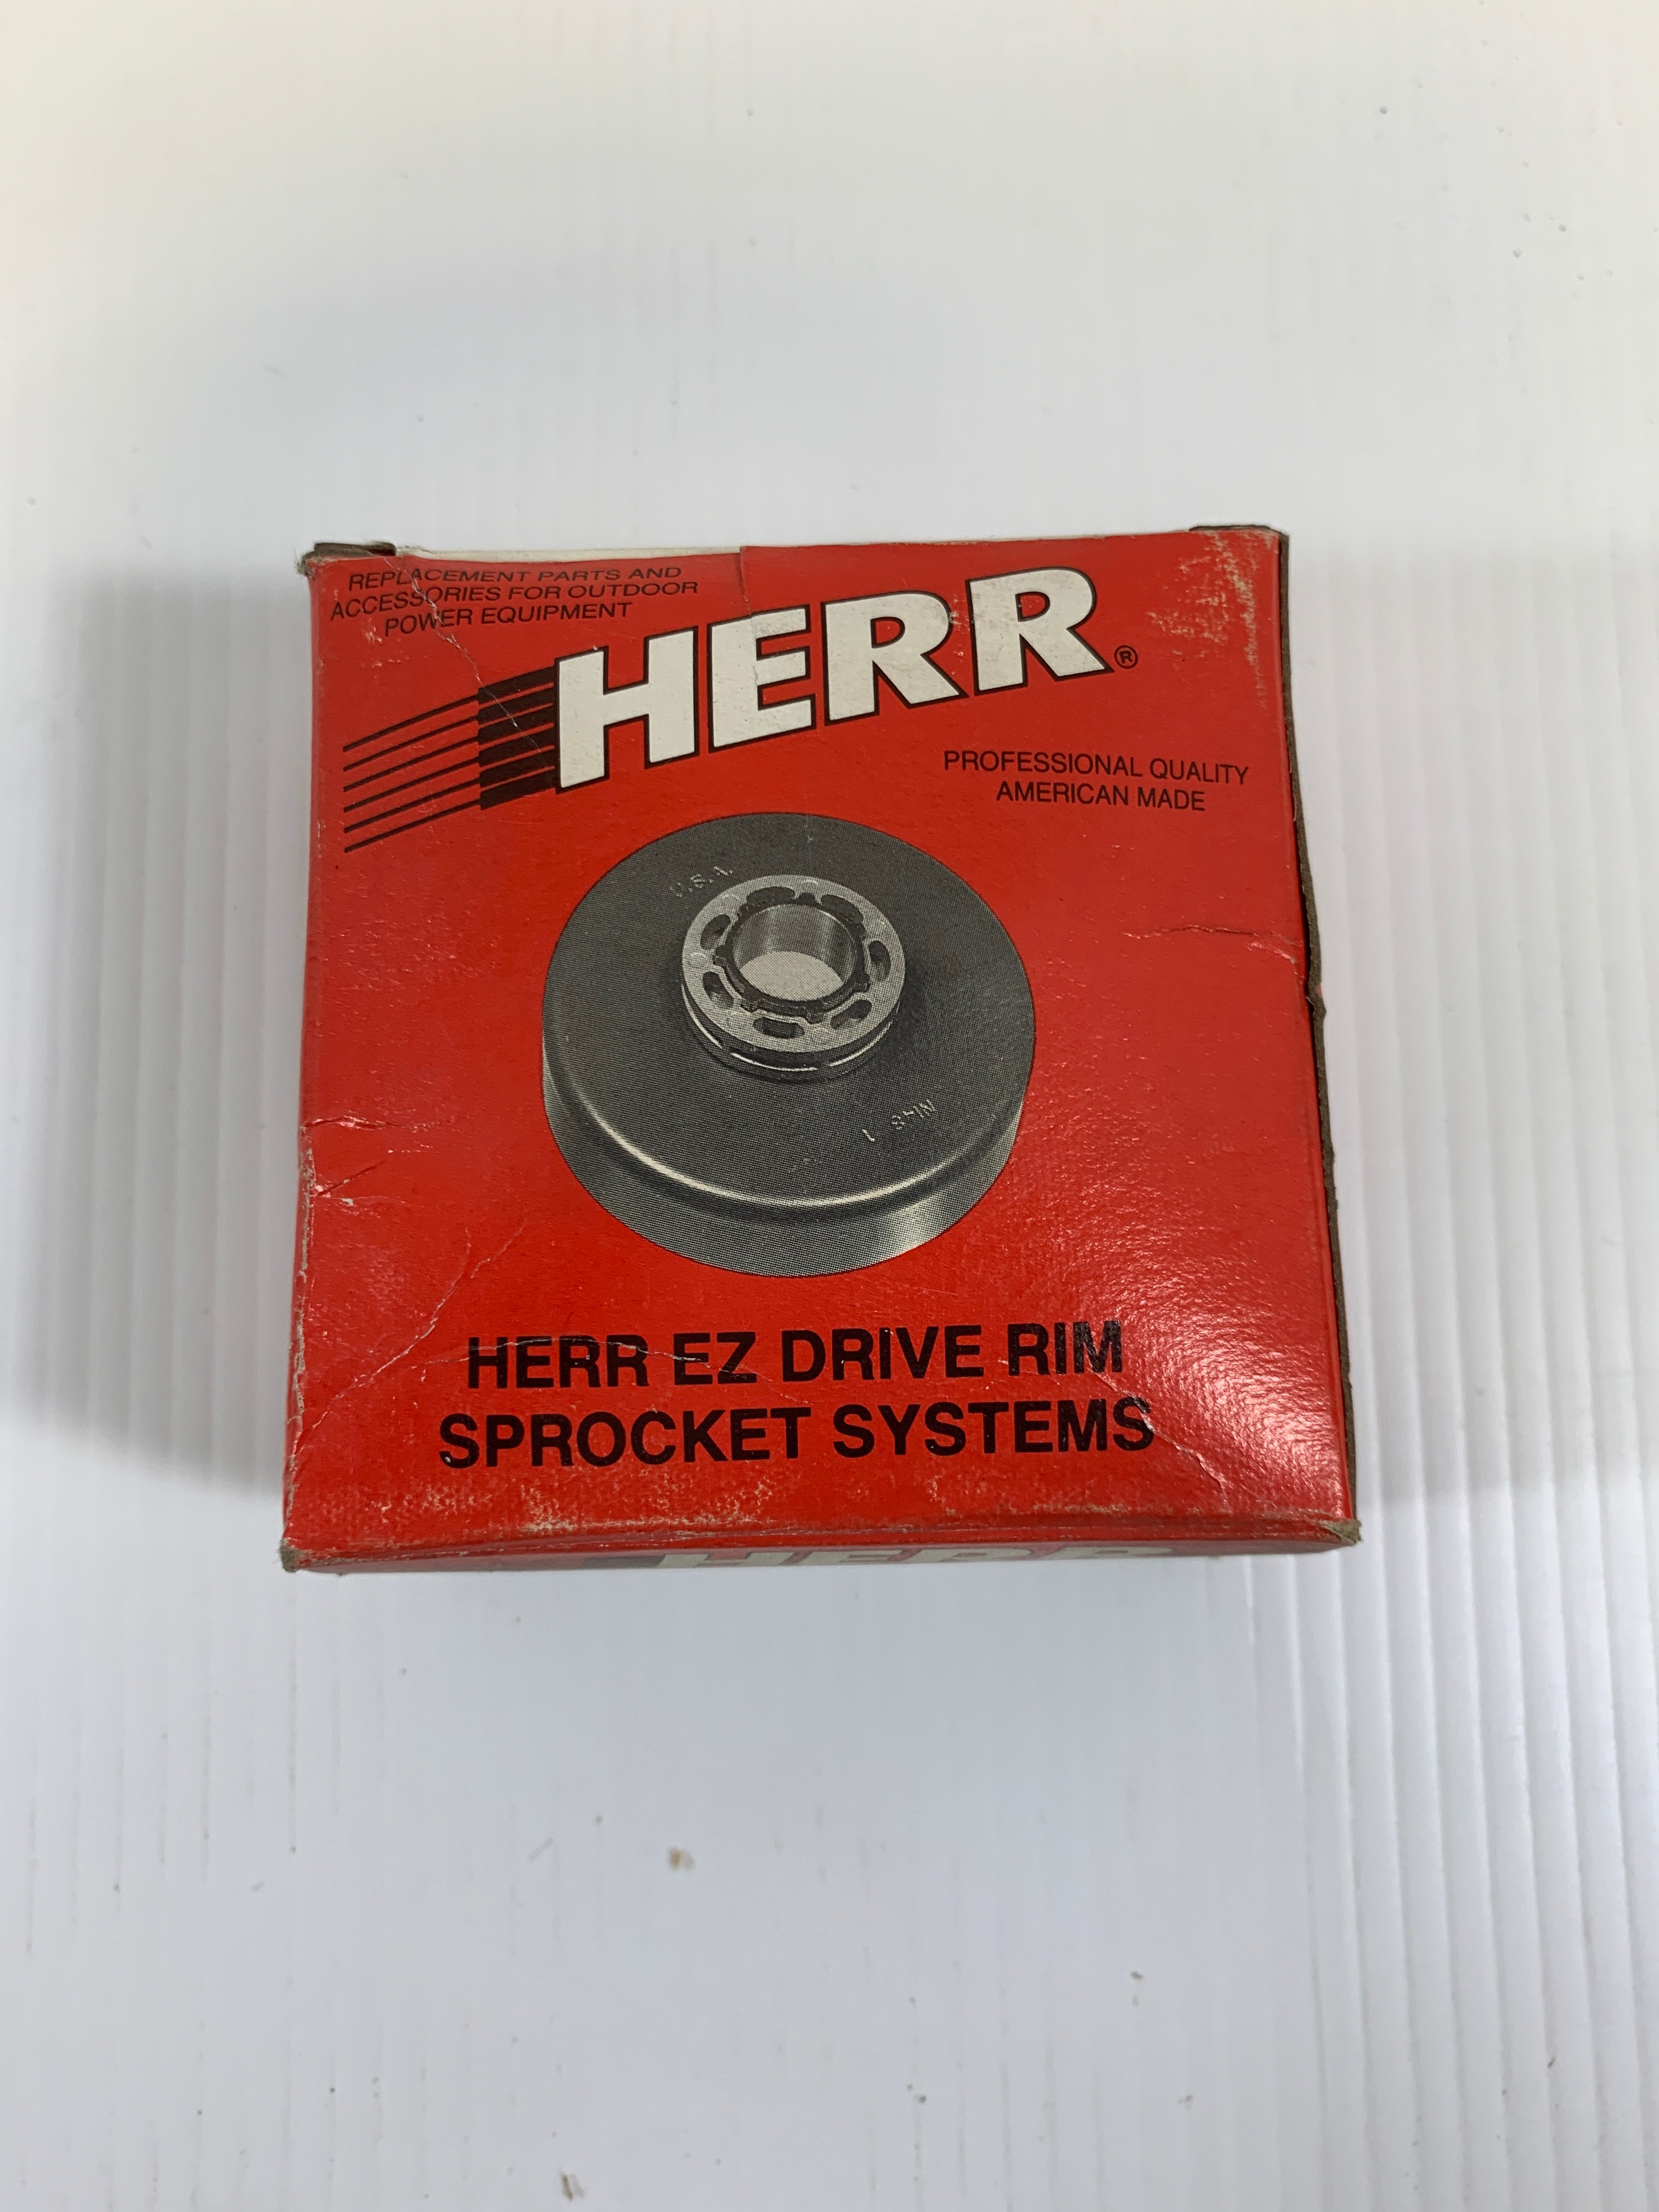 REPLACEMENT PARTS AND
ACCESSORIES FOR OUTDOOR
POWER EQUIPMENT
HERR®
PROFESSIONAL QUALITY
AMERICAN MADE
U.S.A.
HERR EZ DRIVE RIM
SPROCKET SYSTEMS
HERR